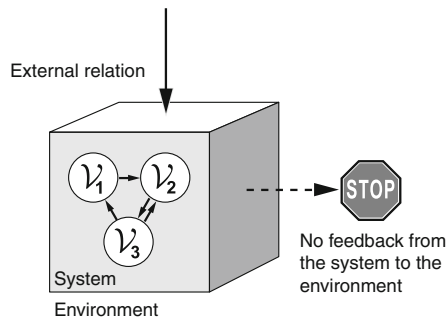 External relation
V1
V2
V3
STOP
No feedback from
the system to the
environment
System
Environment